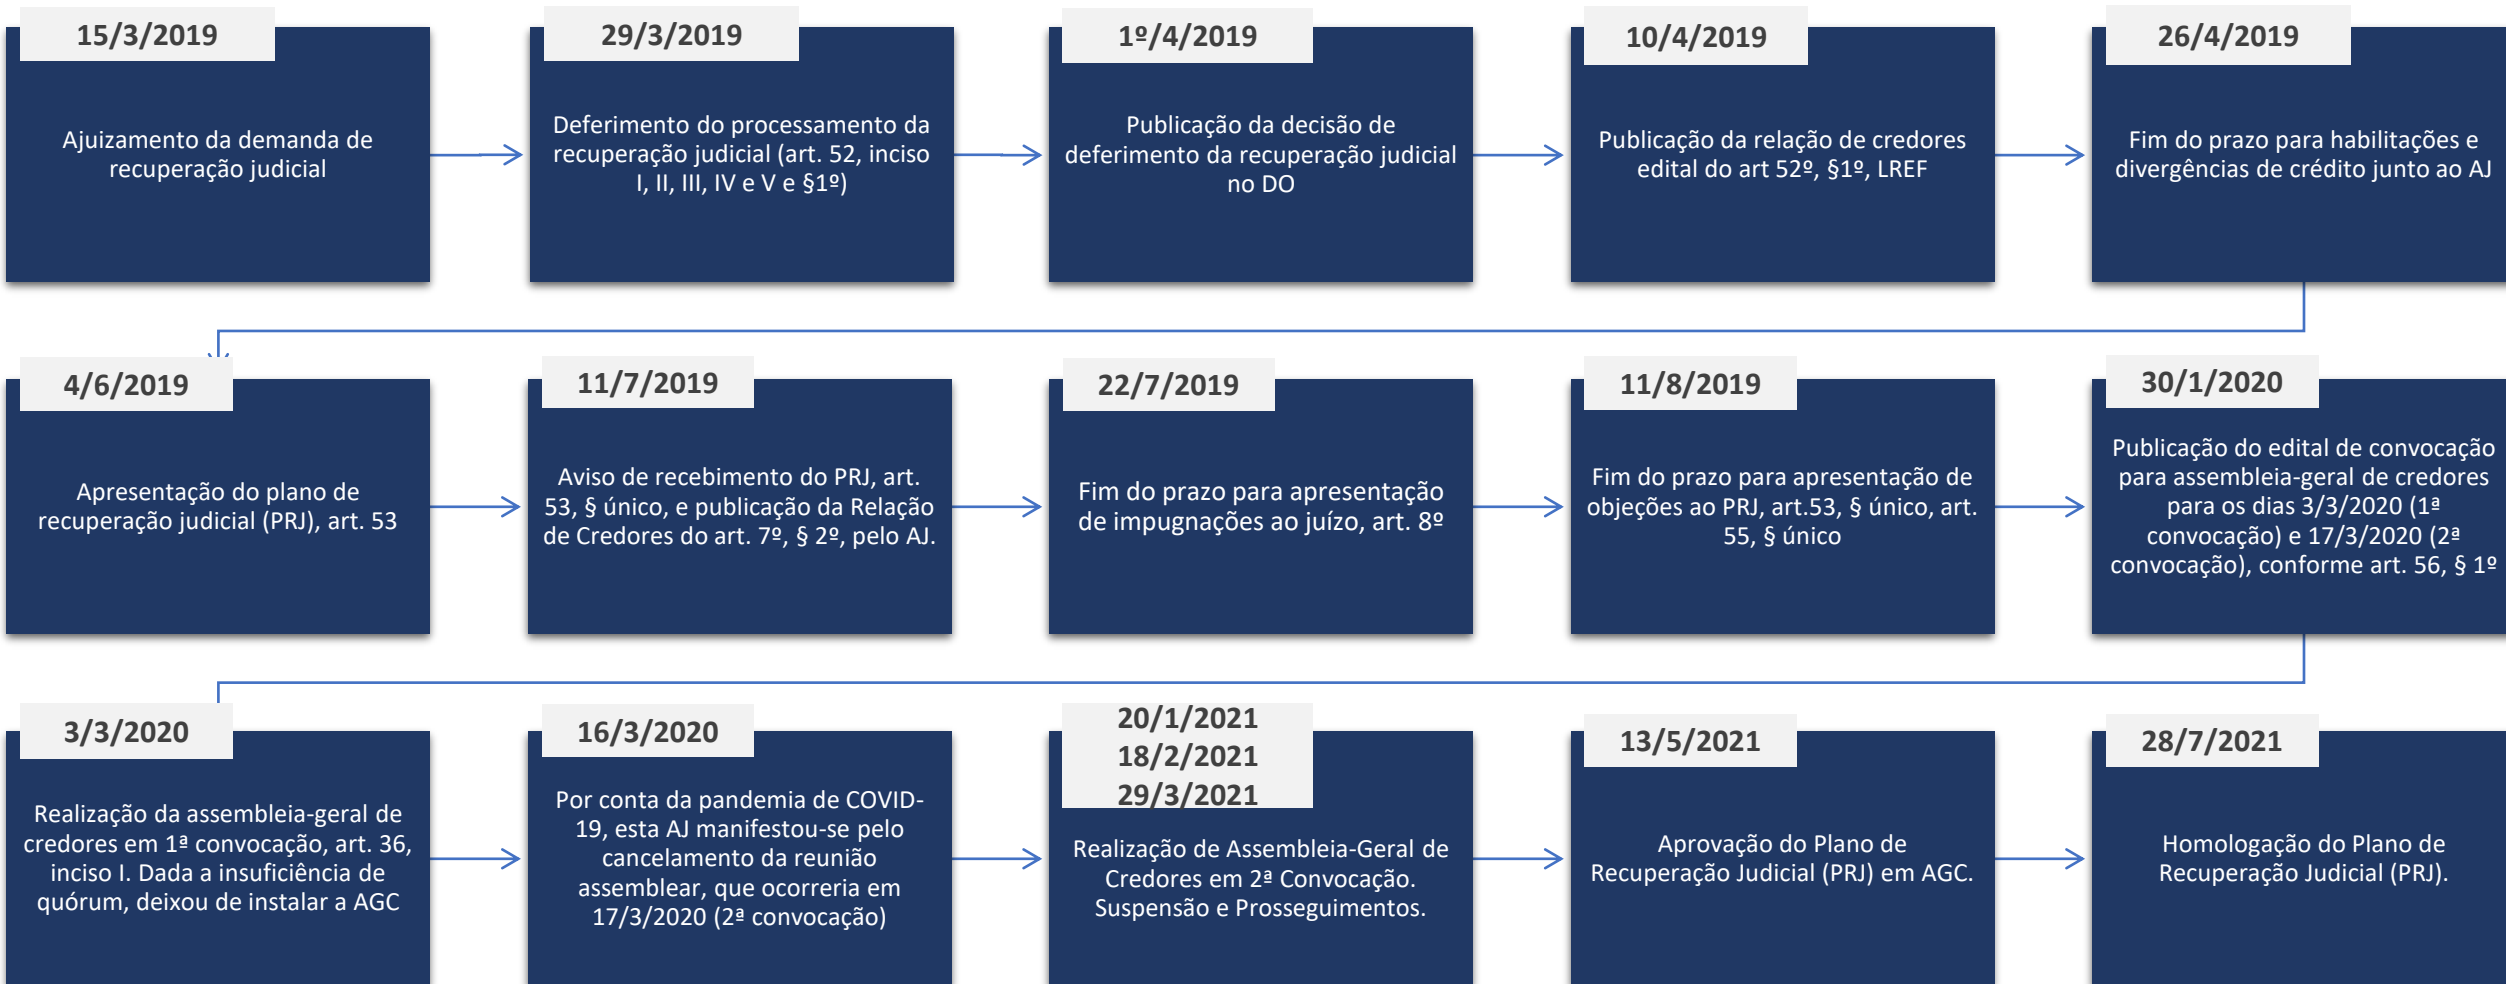 15/3/2019
Ajuizamento da demanda de
recuperação judicial
29/3/2019
Deferimento do processamento da
recuperação judicial (art. 52, inciso
I, II, III, IV e V e §1º)
1º/4/2019
Publicação da decisão de
deferimento da recuperação judicial
no DO
10/4/2019
Publicação da relação de credores
edital do art 52º, §1º, LREF
26/4/2019
Fim do prazo para habilitações e
divergências de crédito junto ao AJ
4/6/2019
Apresentação do plano de
recuperação judicial (PRJ), art. 53
11/7/2019
Aviso de recebimento do PRJ, art.
53, § único, e publicação da Relação
de Credores do art. 7º, § 2º, pelo AJ.
22/7/2019
Fim do prazo para apresentação
de impugnações ao juízo, art. 8º
11/8/2019
Fim do prazo para apresentação de
objeções ao PRJ, art.53, § único, art.
55, § único
30/1/2020
Publicação do edital de convocação
para assembleia-geral de credores
para os dias 3/3/2020 (1ª
convocação) e 17/3/2020 (2ª
convocação), conforme art. 56, § 1º
3/3/2020
Realização da assembleia-geral de
credores em 1ª convocação, art. 36,
inciso I. Dada a insuficiência de
quórum, deixou de instalar a AGC
16/3/2020
Por conta da pandemia de COVID-
19, esta AJ manifestou-se pelo
cancelamento da reunião
assemblear, que ocorreria em
17/3/2020 (2ª convocação)
20/1/2021
18/2/2021
29/3/2021
Realização de Assembleia-Geral de
Credores em 2ª Convocação.
Suspensão e Prosseguimentos.
13/5/2021
Aprovação do Plano de
Recuperação Judicial (PRJ) em AGC.
28/7/2021
Homologação do Plano de
Recuperação Judicial (PRJ).